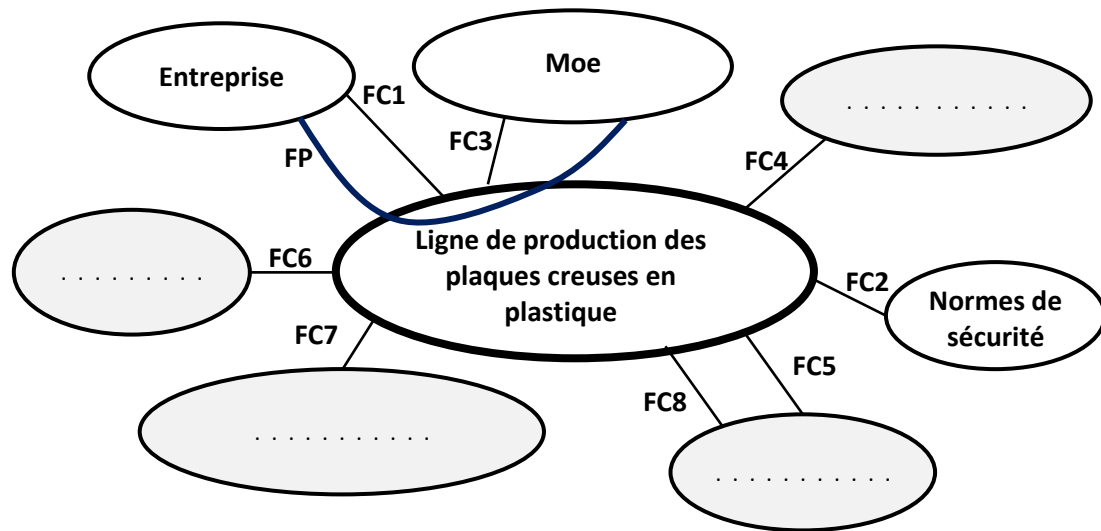 Entreprise
Moe
. . . . . . . . . . .
FC1
FC3
FP
FC4
Ligne de production des
plaques creuses en
plastique
. . . . . . . . .
FC6
FC2
Normes de
sécurité
FC7
FC5
FC8
. . . . . . . . . . .
. . . . . . . . . . .